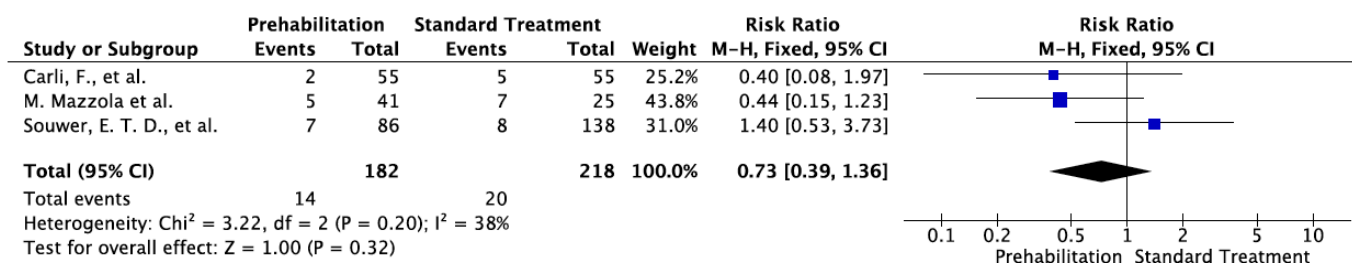 Prehabilitation Standard Treatment Risk Ratio Risk Ratio
Study or Subgroup Events Total Events Total Weight M-H, Fixed, 95% CI M-H, Fixed, 95% CI
Carli, F., et al. 2 55 5 55 25.2% 0.40 [0.08, 1.97]
M. Mazzola et al. 5 41 7 25 43.8% 0.44 [0.15, 1.23]
Souwer, E. T. D., et al. 7 86 8 138 31.0% 1.40 [0.53, 3.73]
Total (95% CI) 182 218 100.0% 0.73 [0.39, 1.36]
Total events 14 20
Heterogeneity: Chi² = 3.22, df = 2 (P = 0.20); I² = 38%
Test for overall effect: Z = 1.00 (P = 0.32)
0.1 0.2 0.5 1 2 5 10
Prehabilitation Standard Treatment